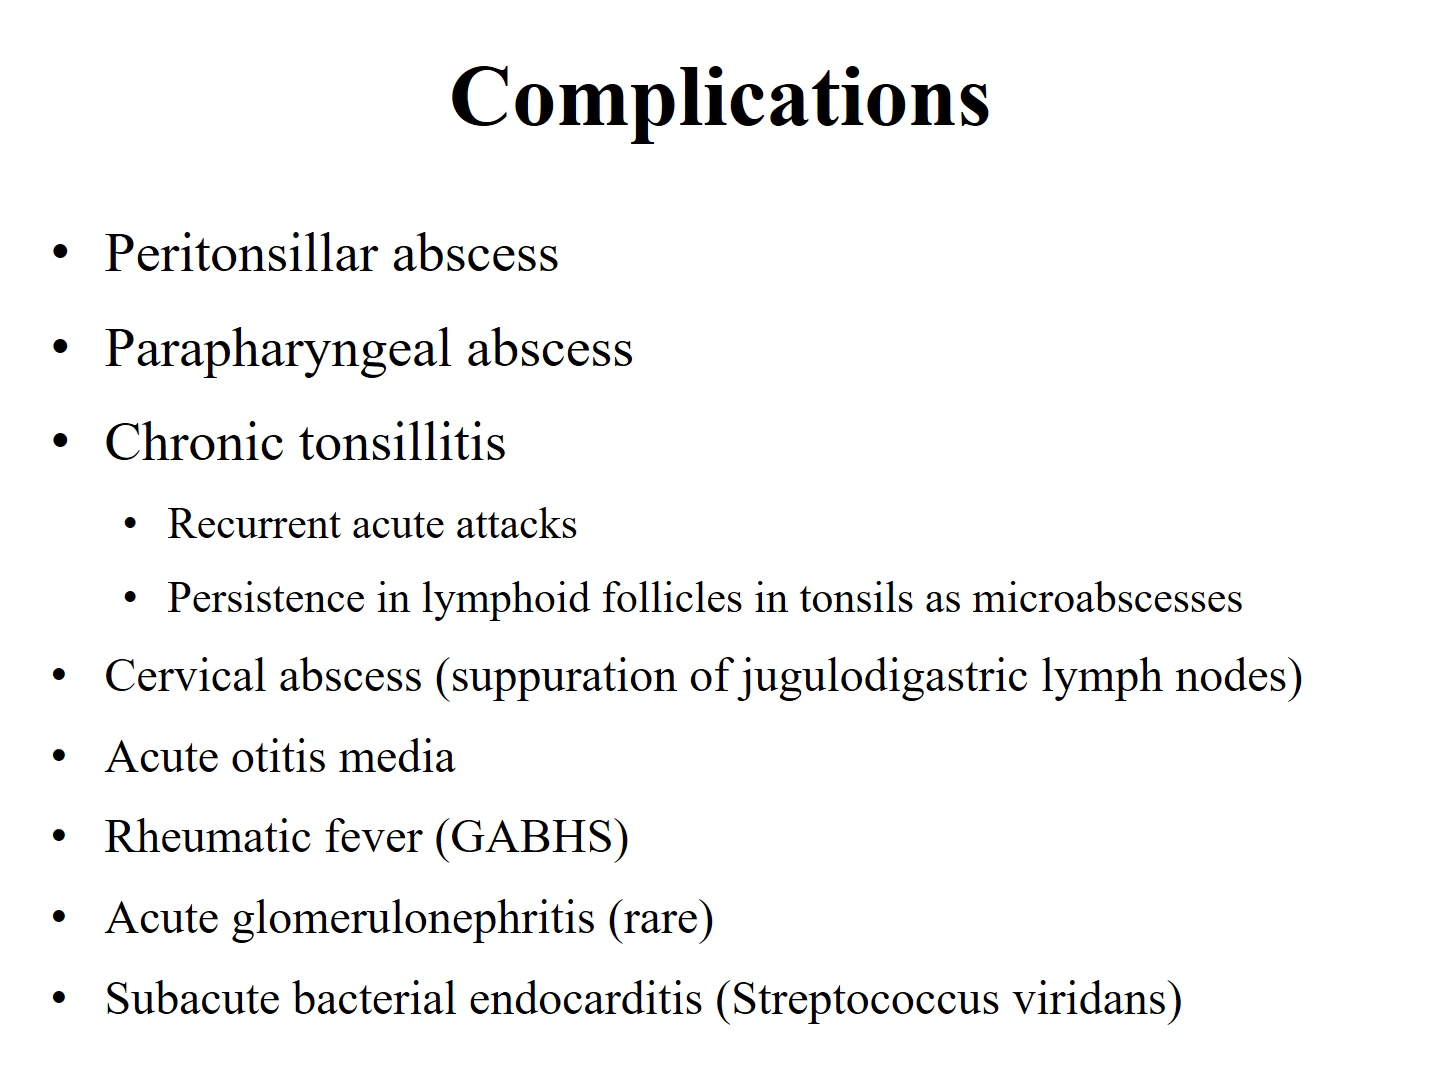 Complications
• Peritonsillar abscess
• Parapharyngeal abscess
• Chronic tonsillitis
• Recurrent acute attacks
• Persistence in lymphoid follicles in tonsils as microabscesses
• Cervical abscess (suppuration of jugulodigastric lymph nodes)
• Acute otitis media
• Rheumatic fever (GABHS)
• Acute glomerulonephritis (rare)
• Subacute bacterial endocarditis (Streptococcus viridans)